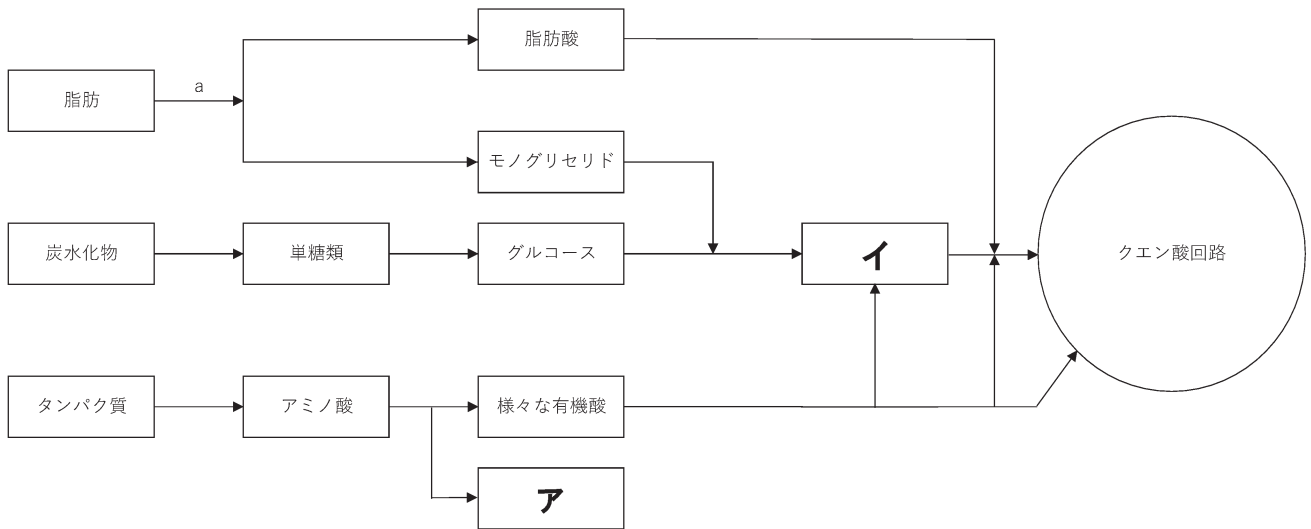 脂肪酸
a
脂肪
モノグリセリド
炭水化物
単糖類
グルコース
イ
クエン酸回路
タンパク質
アミノ酸
様々な有機酸
ア